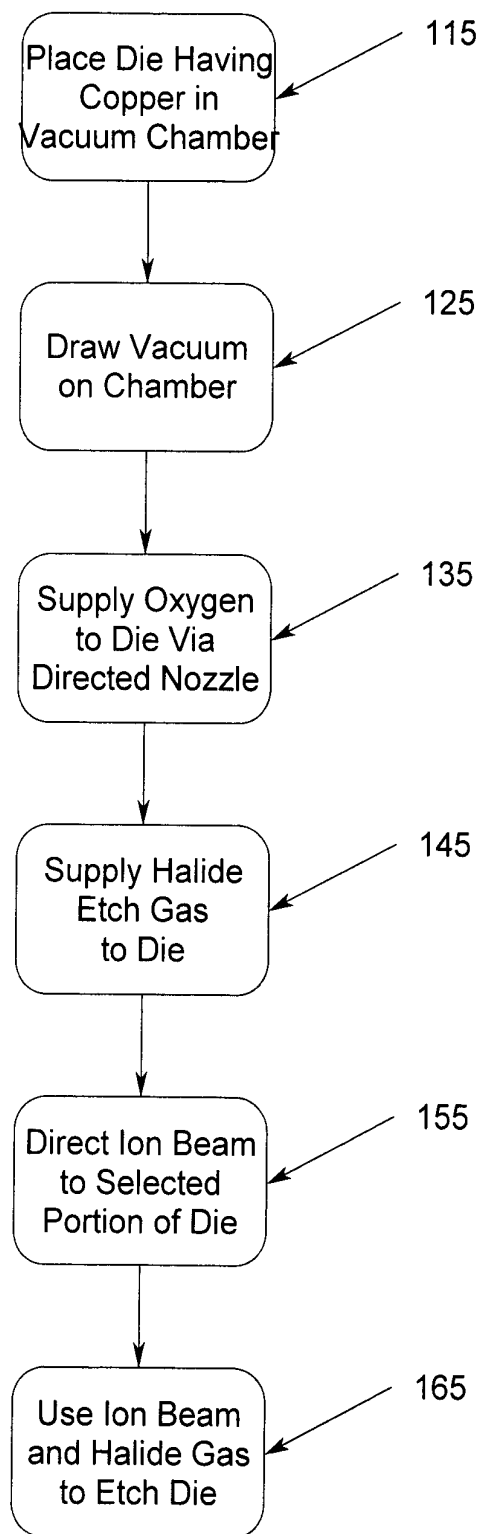 Place Die Having
Copper in
Vacuum Chamber
115
Draw Vacuum
on Chamber
125
Supply Oxygen
to Die Via
Directed Nozzle
135
Supply Halide
Etch Gas
to Die
145
Direct Ion Beam
to Selected
Portion of Die
155
Use Ion Beam
and Halide Gas
to Etch Die
165